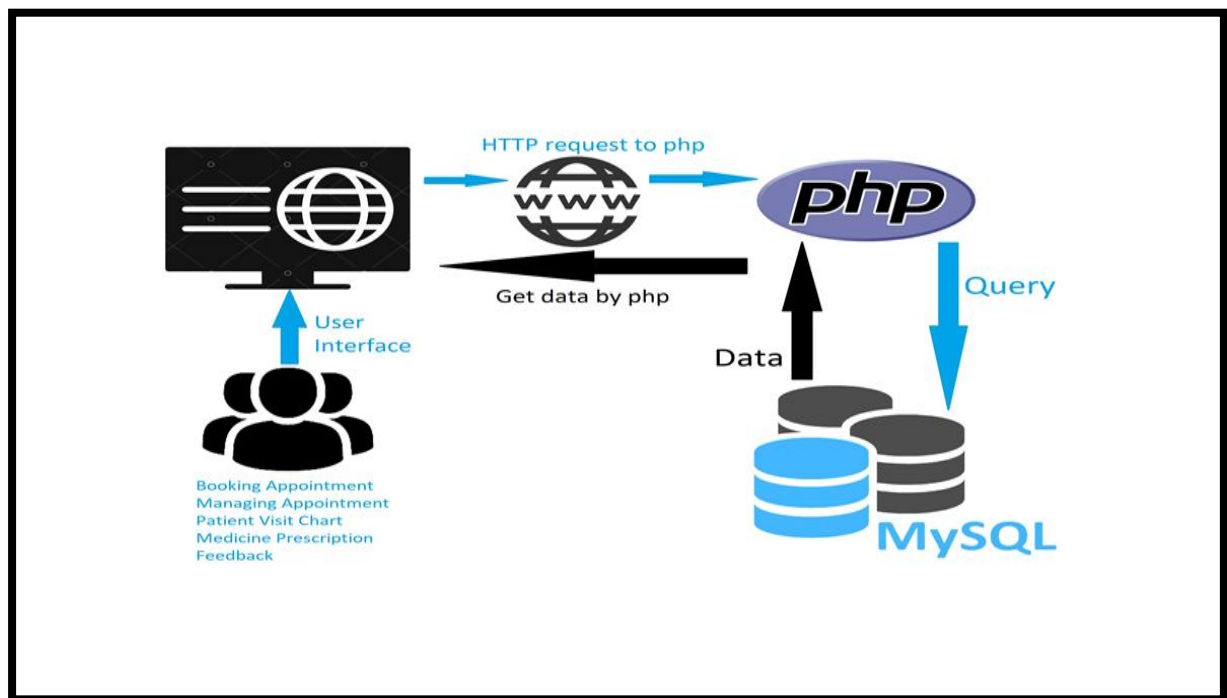 HTTP request to php
www
php
Get data by php
Query
User
Interface
Data
Booking Appointment
Managing Appointment
Patient Visit Chart
Medicine Prescription
Feedback
MySQL